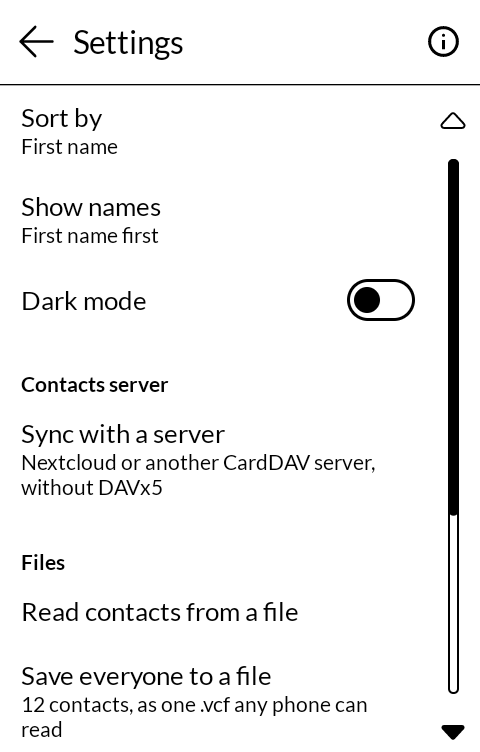 Settings
Sort by
First name
Show names
First name first
Dark mode
Contacts server
Sync with a server
Nextcloud or another CardDAV server,
without DAVx5
Files
Read contacts from a file
Save everyone to a file
12 contacts, as one .vcf any phone can
read